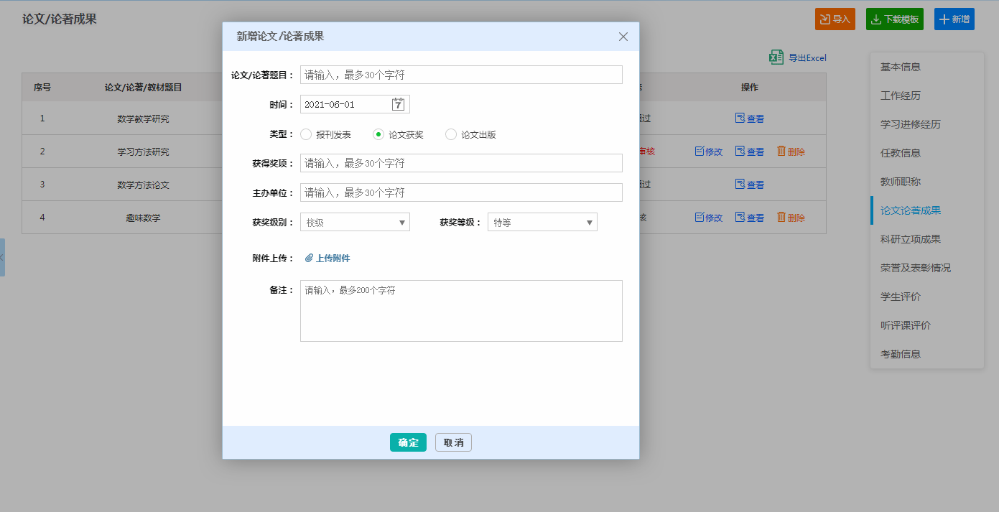 论文/论著成果
导入
下载模板
新增
新增论文/论著成果
导出Excel
序号
论文/论著/教材题目
操作
1
数学教学研究
过
查看
2
学习方法研究
审核
修改
查看
删除
3
数学方法论文
过
查看
4
趣味数学
核
修改
查看
删除
论文/论著题目：
请输入，最多30个字符
时间：
2021-06-01
7
类型：
报刊发表
论文获奖
论文出版
获得奖项：
请输入，最多30个字符
主办单位：
请输入，最多30个字符
获奖级别：
校级
获奖等级：
特等
附件上传：
上传附件
备注：
请输入，最多200个字符
确定
取消
基本信息
工作经历
学习进修经历
任教信息
教师职称
论文论著成果
科研立项成果
荣誉及表彰情况
学生评价
听评课评价
考勤信息